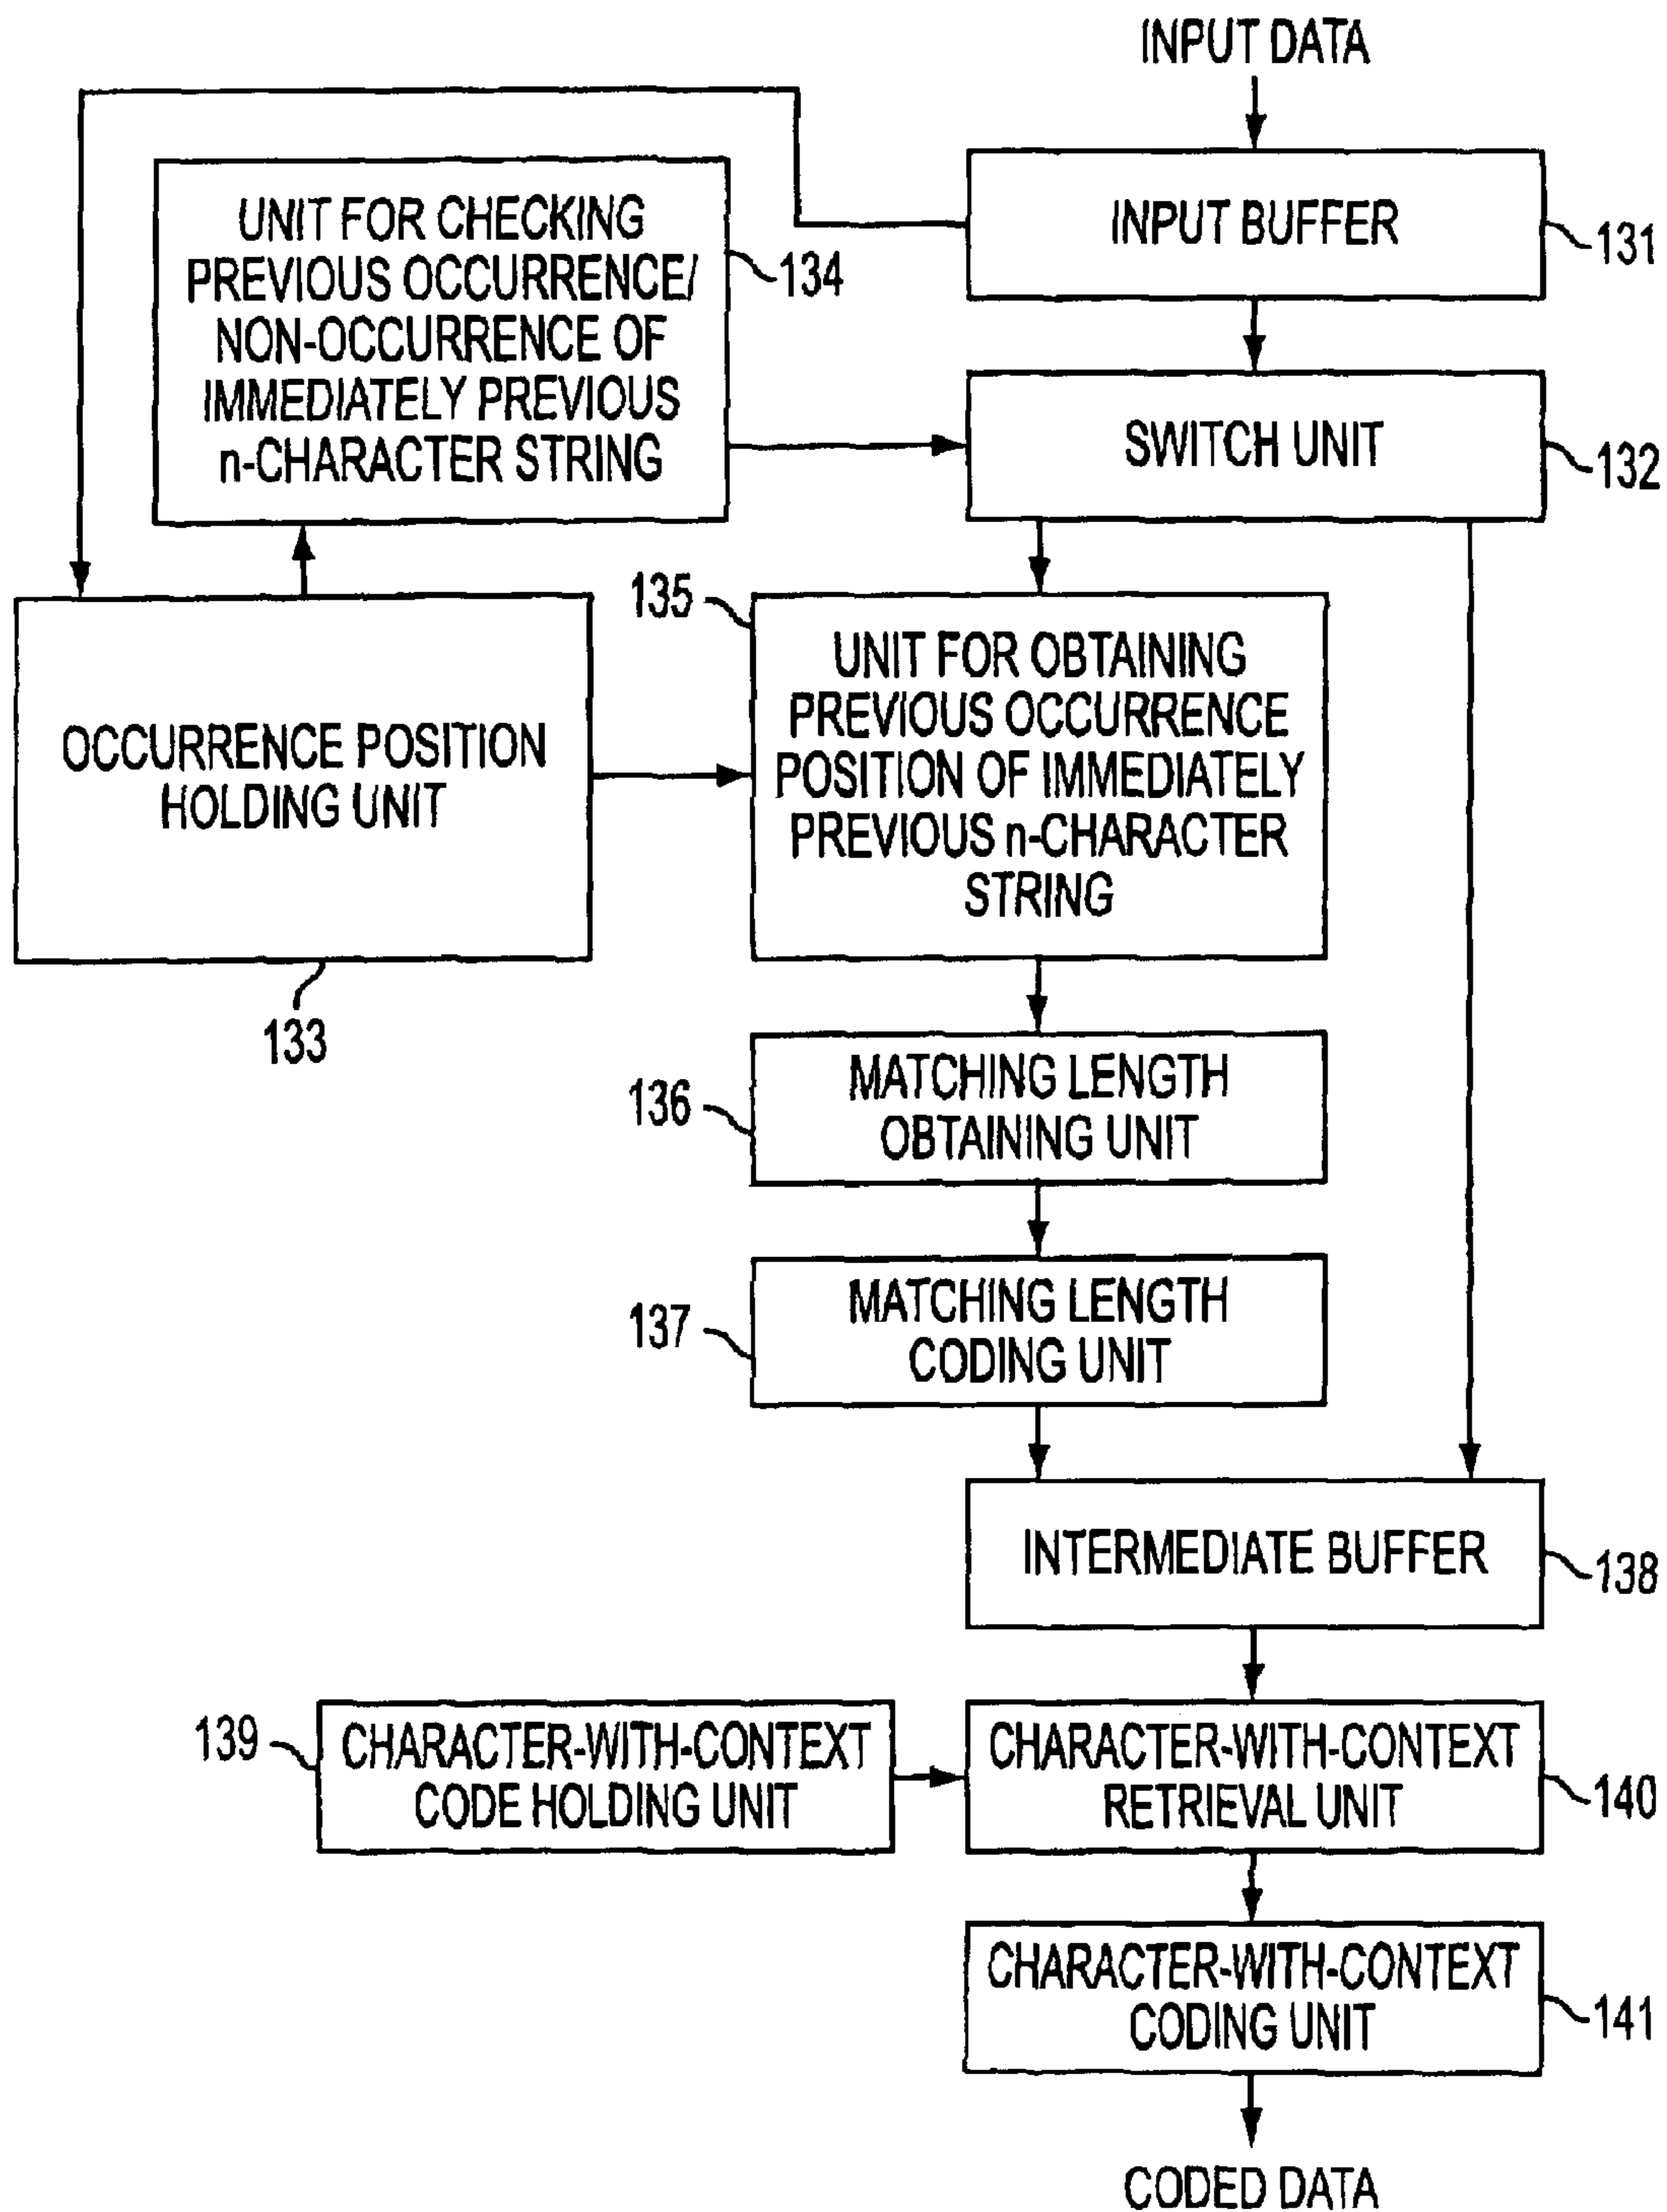 INPUT DATA
INPUT BUFFER
131
UNIT FOR CHECKING
PREVIOUS OCCURRENCE/
NON-OCCURRENCE OF
IMMEDIATELY PREVIOUS
n-CHARACTER STRING
134
SWITCH UNIT
132
OCCURRENCE POSITION
HOLDING UNIT
133
135
UNIT FOR OBTAINING
PREVIOUS OCCURRENCE
POSITION OF IMMEDIATELY
PREVIOUS n-CHARACTER
STRING
136
MATCHING LENGTH
OBTAINING UNIT
137
MATCHING LENGTH
CODING UNIT
INTERMEDIATE BUFFER
138
139
CHARACTER-WITH-CONTEXT
CODE HOLDING UNIT
CHARACTER-WITH-CONTEXT
RETRIEVAL UNIT
140
CHARACTER-WITH-CONTEXT
CODING UNIT
141
CODED DATA